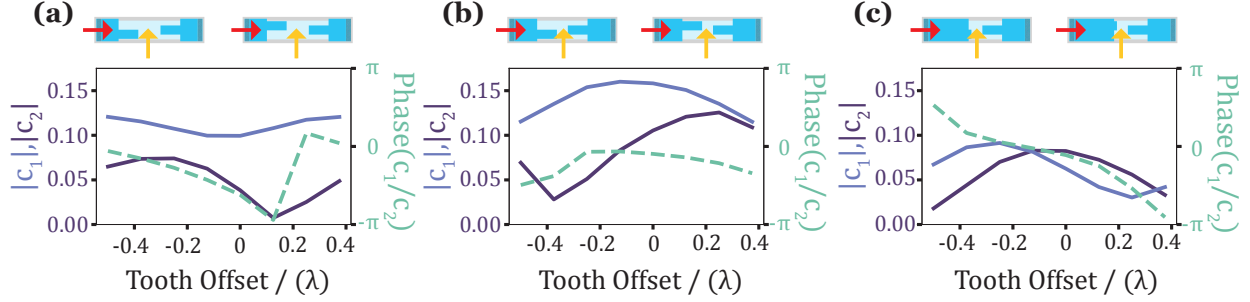 (a)
|c₁|,|c₂|
0.15
0.10
0.05
0.00
π
0
-π
Phase(c₁/c₂)
-0.4 -0.2 0 0.2 0.4
Tooth Offset / (λ)
(b)
|c₁|,|c₂|
0.15
0.10
0.05
0.00
π
0
-π
Phase(c₁/c₂)
-0.4 -0.2 0 0.2 0.4
Tooth Offset / (λ)
(c)
|c₁|,|c₂|
0.15
0.10
0.05
0.00
π
0
-π
Phase(c₁/c₂)
-0.4 -0.2 0 0.2 0.4
Tooth Offset / (λ)